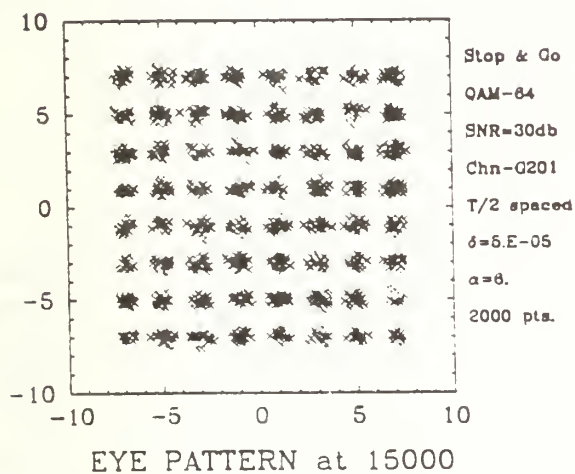 10
5
0
-5
-10
-10 -5 0 5 10
EYE PATTERN at 15000
Stop & Go
QAM-64
SNR=30db
Chn-G201
T/2 spaced
δ=5.E-05
α=6.
2000 pts.